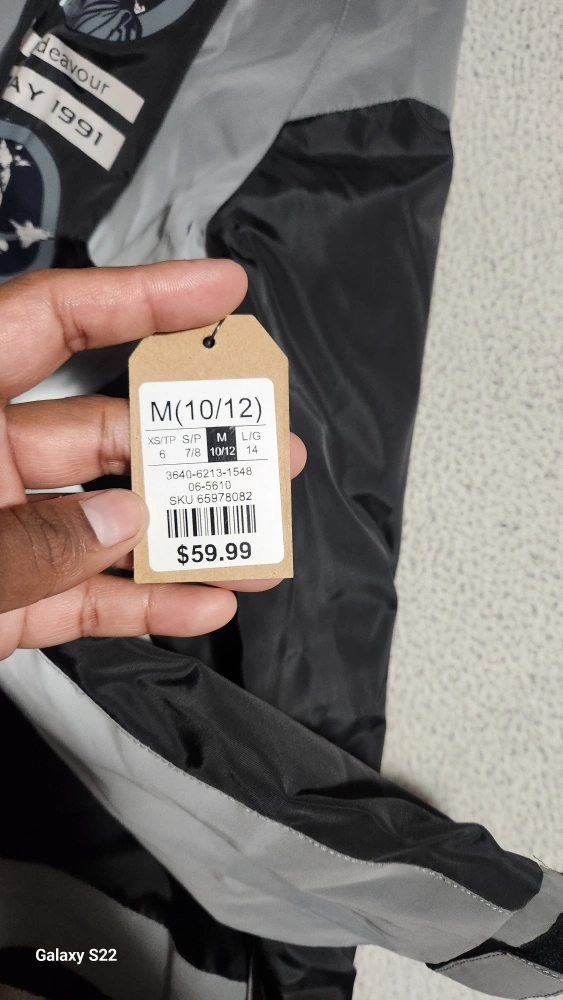 deavour
AY 1991
M(10/12)
XS/TP S/P M L/G
6 7/8 10/12 14
3640-6213-1548
06-5610
SKU 65978082
$59.99
Galaxy S22